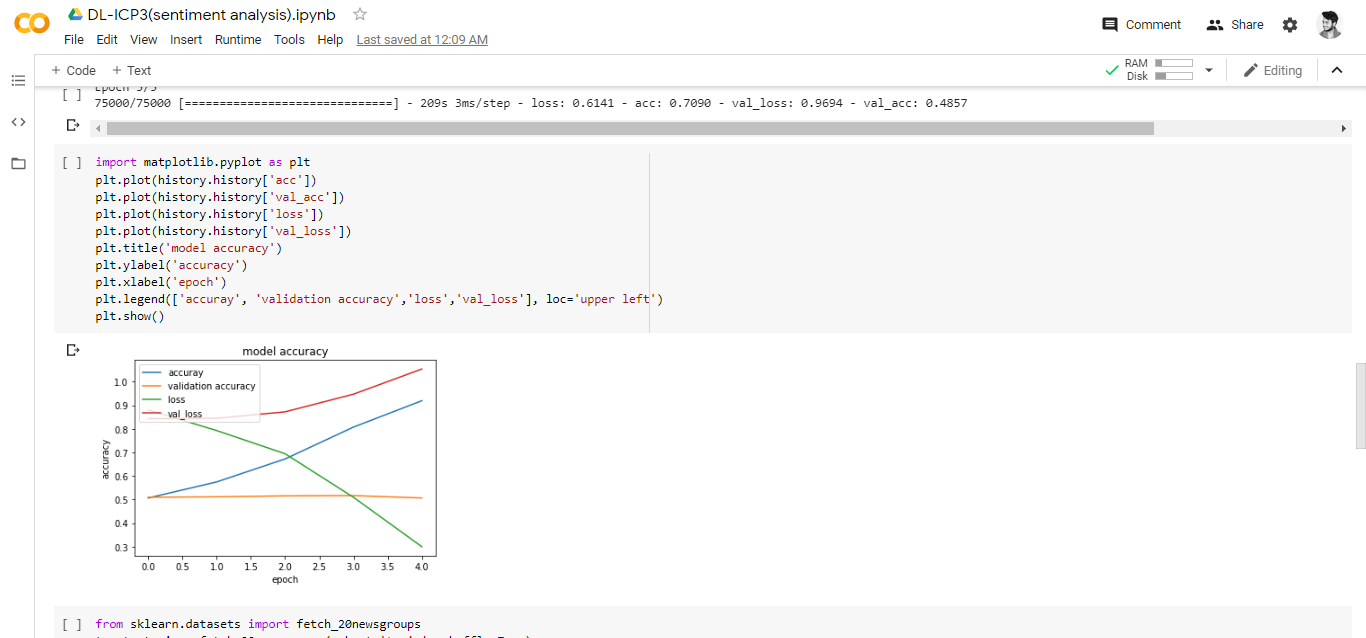 DL-ICP3(sentiment analysis).ipynb
File Edit View Insert Runtime Tools Help Last saved at 12:09 AM
Comment Share
+ Code + Text
RAM
Disk
Editing
Epoch 5/5
[ ]
75000/75000 [==============================] - 209s 3ms/step - loss: 0.6141 - acc: 0.7090 - val_loss: 0.9694 - val_acc: 0.4857
[ ] import matplotlib.pyplot as plt
plt.plot(history.history['acc'])
plt.plot(history.history['val_acc'])
plt.plot(history.history['loss'])
plt.plot(history.history['val_loss'])
plt.title('model accuracy')
plt.ylabel('accuracy')
plt.xlabel('epoch')
plt.legend(['accuray', 'validation accuracy','loss','val_loss'], loc='upper left')
plt.show()
model accuracy
accuray
validation accuracy
loss
val_loss
accuracy
1.0
0.9
0.8
0.7
0.6
0.5
0.4
0.3
0.0 0.5 1.0 1.5 2.0 2.5 3.0 3.5 4.0
epoch
[ ] from sklearn.datasets import fetch_20newsgroups